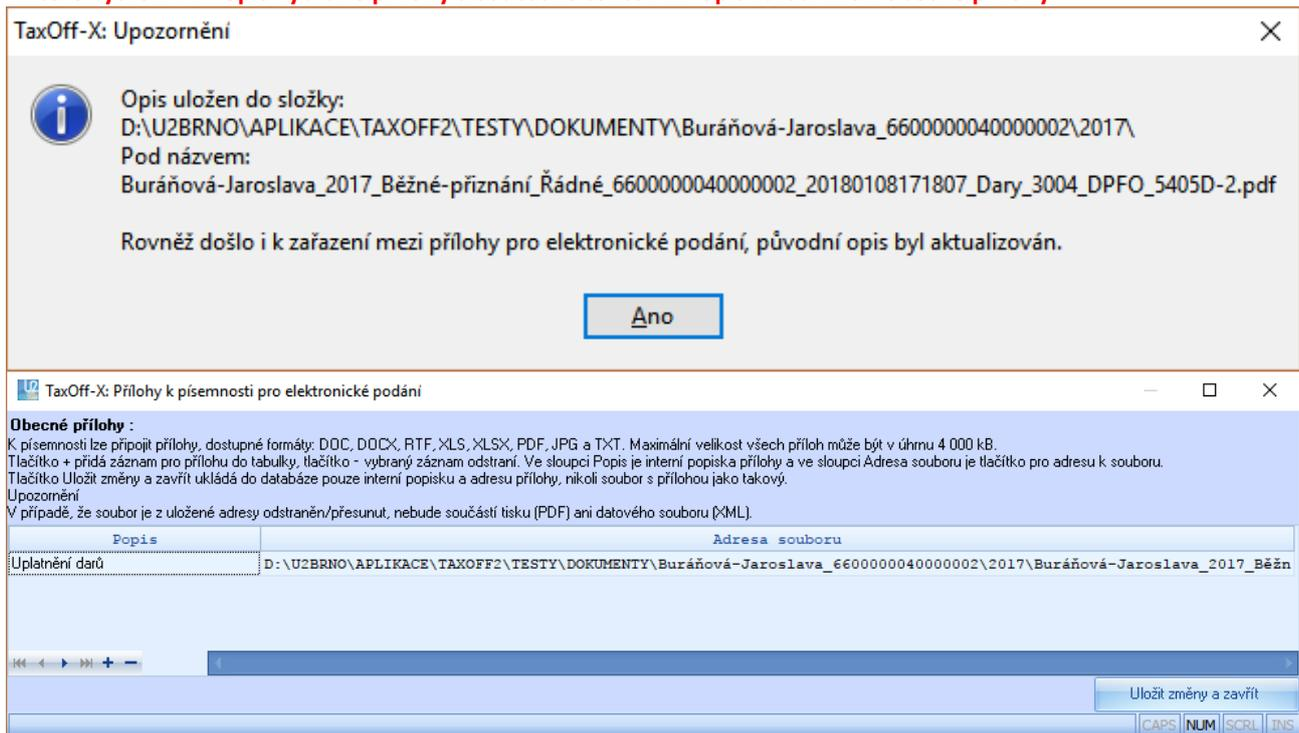 TaxOff-X: Upozornění
Opis uložen do složky:
D:\U2BRNO\APLIKACE\TAXOFF2\TESTY\DOKUMENTY\Buráňová-Jaroslava_6600000040000002\2017\
Pod názvem:
Buráňová-Jaroslava_2017_Běžné-přiznání_Řádné_6600000040000002_20180108171807_Dary_3004_DPFO_5405D-2.pdf
Rovněž došlo i k zařazení mezi přílohy pro elektronické podání, původní opis byl aktualizován.
Ano
TaxOff-X: Přílohy k písemnosti pro elektronické podání
Obecné přílohy :
K písemnosti lze připojit přílohy, dostupné formáty: DOC, DOCX, RTF, XLS, XLSX, PDF, JPG a TXT. Maximální velikost všech příloh může být v úhrnu 4 000 kB.
Tlačítko + přidá záznam pro přílohu do tabulky, tlačítko - vybraný záznam odstraní. Ve sloupci Popis je interní popiska přílohy a ve sloupci Adresa souboru je tlačítko pro adresu k souboru.
Tlačítko Uložit změny a zavřít ukládá do databáze pouze interní popisku a adresu přílohy, nikoli soubor s přílohou jako takový.
Upozornění
V případě, že soubor je z uložené adresy odstraněn/přesunut, nebude součástí tisku (PDF) ani datového souboru (XML).
Popis Adresa souboru
Uplatnění darů D:\U2BRNO\APLIKACE\TAXOFF2\TESTY\DOKUMENTY\Buráňová-Jaroslava_6600000040000002\2017\Buráňová-Jaroslava_2017_Běžn
Uložit změny a zavřít
CAPS NUM SCRL INS